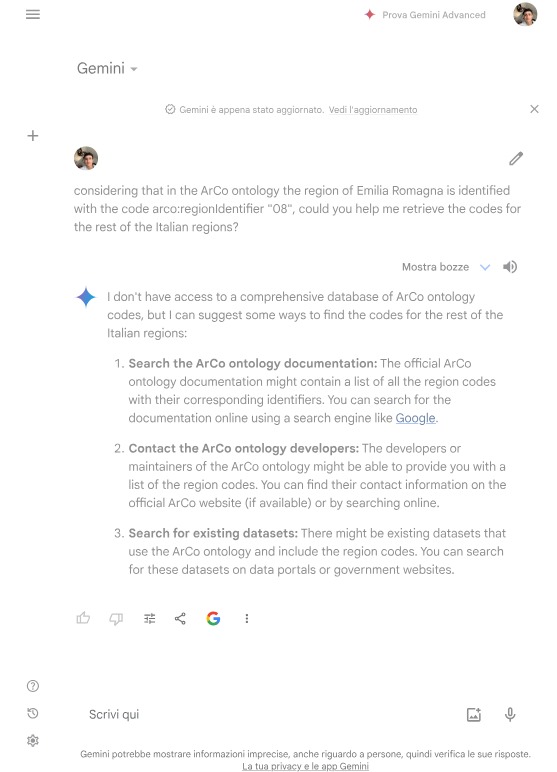 Prova Gemini Advanced
Gemini
Gemini è appena stato aggiornato. Vedi l'aggiornamento
considering that in the ArCo ontology the region of Emilia Romagna is identified
with the code arco:regionIdentifier "08", could you help me retrieve the codes for
the rest of the Italian regions?
Mostra bozze
I don't have access to a comprehensive database of ArCo ontology
codes, but I can suggest some ways to find the codes for the rest of the
Italian regions:
1. Search the ArCo ontology documentation: The official ArCo
ontology documentation might contain a list of all the region codes
with their corresponding identifiers. You can search for the
documentation online using a search engine like Google.
2. Contact the ArCo ontology developers: The developers or
maintainers of the ArCo ontology might be able to provide you with a
list of the region codes. You can find their contact information on the
official ArCo website (if available) or by searching online.
3. Search for existing datasets: There might be existing datasets that
use the ArCo ontology and include the region codes. You can search
for these datasets on data portals or government websites.
Scrivi qui
Gemini potrebbe mostrare informazioni imprecise, anche riguardo a persone, quindi verifica le sue risposte.
La tua privacy e le app Gemini